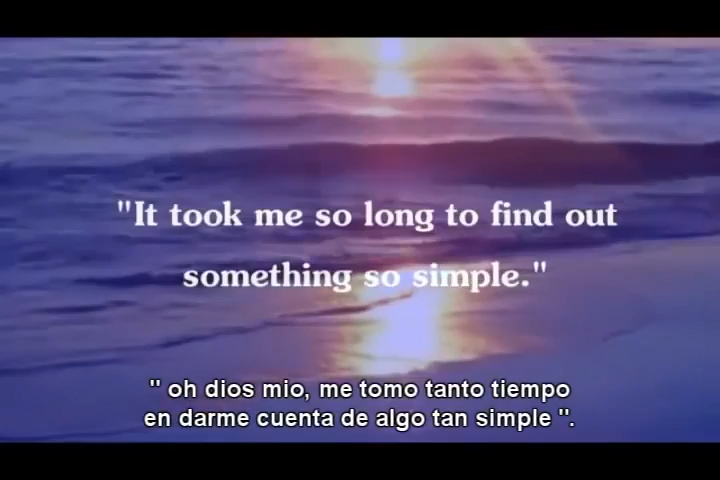 "It took me so long to find out
something so simple."
" oh dios mio, me tomo tanto tiempo
en darme cuenta de algo tan simple ".